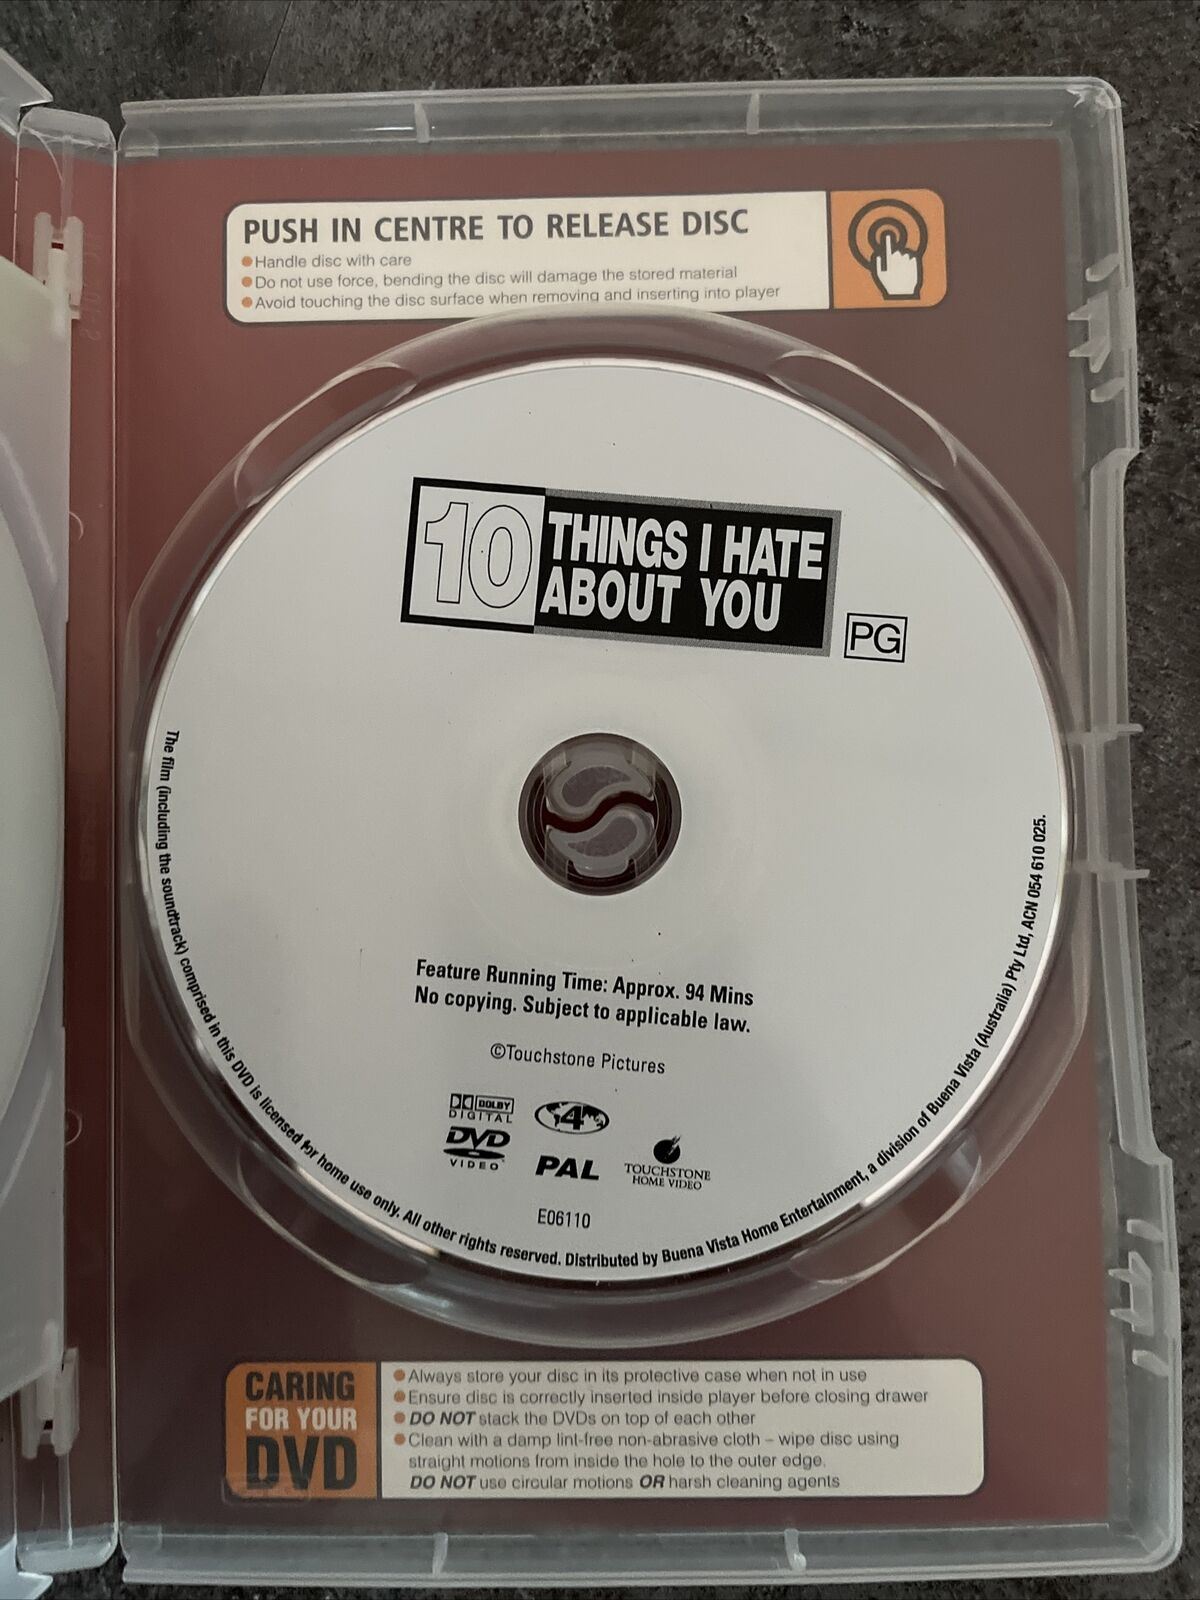 PUSH IN CENTRE TO RELEASE DISC
Handle disc with care
Do not use force, bending the disc will damage the stored material
Avoid touching the disc surface when removing and inserting into player
10 THINGS I HATE
ABOUT YOU
PG
Feature Running Time: Approx. 94 Mins
No copying. Subject to applicable law.
©Touchstone Pictures
DOLBY
DIGITAL
4
DVD
VIDEO
PAL
TOUCHSTONE
HOME VIDEO
E06110
The film (including the soundtrack) comprised in this DVD is licensed for home use only. All other rights reserved. Distributed by Buena Vista Home Entertainment, a division of Buena Vista (Australia) Pty Ltd, ACN 054 610 025.
CARING
FOR YOUR
DVD
Always store your disc in its protective case when not in use
Ensure disc is correctly inserted inside player before closing drawer
DO NOT stack the DVDs on top of each other
Clean with a damp lint-free non-abrasive cloth – wipe disc using
straight motions from inside the hole to the outer edge.
DO NOT use circular motions OR harsh cleaning agents